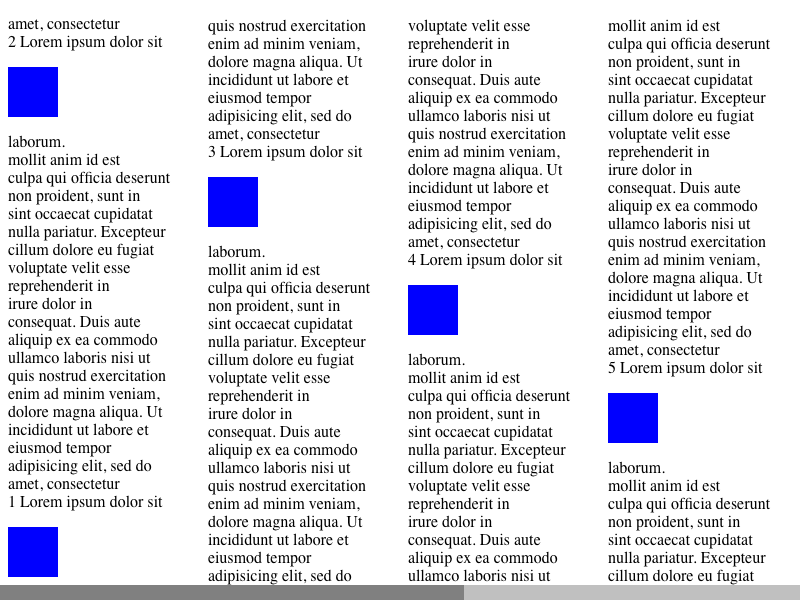 amet, consectetur
2 Lorem ipsum dolor sit
laborum.
mollit anim id est
culpa qui officia deserunt
non proident, sunt in
sint occaecat cupidatat
nulla pariatur. Excepteur
cillum dolore eu fugiat
voluptate velit esse
reprehenderit in
irure dolor in
consequat. Duis aute
aliquip ex ea commodo
ullamco laboris nisi ut
quis nostrud exercitation
enim ad minim veniam,
dolore magna aliqua. Ut
incididunt ut labore et
eiusmod tempor
adipisicing elit, sed do
amet, consectetur
1 Lorem ipsum dolor sit
quis nostrud exercitation
enim ad minim veniam,
dolore magna aliqua. Ut
incididunt ut labore et
eiusmod tempor
adipisicing elit, sed do
amet, consectetur
3 Lorem ipsum dolor sit
laborum.
mollit anim id est
culpa qui officia deserunt
non proident, sunt in
sint occaecat cupidatat
nulla pariatur. Excepteur
cillum dolore eu fugiat
voluptate velit esse
reprehenderit in
irure dolor in
consequat. Duis aute
aliquip ex ea commodo
ullamco laboris nisi ut
quis nostrud exercitation
enim ad minim veniam,
dolore magna aliqua. Ut
incididunt ut labore et
eiusmod tempor
adipisicing elit, sed do
voluptate velit esse
reprehenderit in
irure dolor in
consequat. Duis aute
aliquip ex ea commodo
ullamco laboris nisi ut
quis nostrud exercitation
enim ad minim veniam,
dolore magna aliqua. Ut
incididunt ut labore et
eiusmod tempor
adipisicing elit, sed do
amet, consectetur
4 Lorem ipsum dolor sit
laborum.
mollit anim id est
culpa qui officia deserunt
non proident, sunt in
sint occaecat cupidatat
nulla pariatur. Excepteur
cillum dolore eu fugiat
voluptate velit esse
reprehenderit in
irure dolor in
consequat. Duis aute
aliquip ex ea commodo
ullamco laboris nisi ut
mollit anim id est
culpa qui officia deserunt
non proident, sunt in
sint occaecat cupidatat
nulla pariatur. Excepteur
cillum dolore eu fugiat
voluptate velit esse
reprehenderit in
irure dolor in
consequat. Duis aute
aliquip ex ea commodo
ullamco laboris nisi ut
quis nostrud exercitation
enim ad minim veniam,
dolore magna aliqua. Ut
incididunt ut labore et
eiusmod tempor
adipisicing elit, sed do
amet, consectetur
5 Lorem ipsum dolor sit
laborum.
mollit anim id est
culpa qui officia deserunt
non proident, sunt in
sint occaecat cupidatat
nulla pariatur. Excepteur
cillum dolore eu fugiat